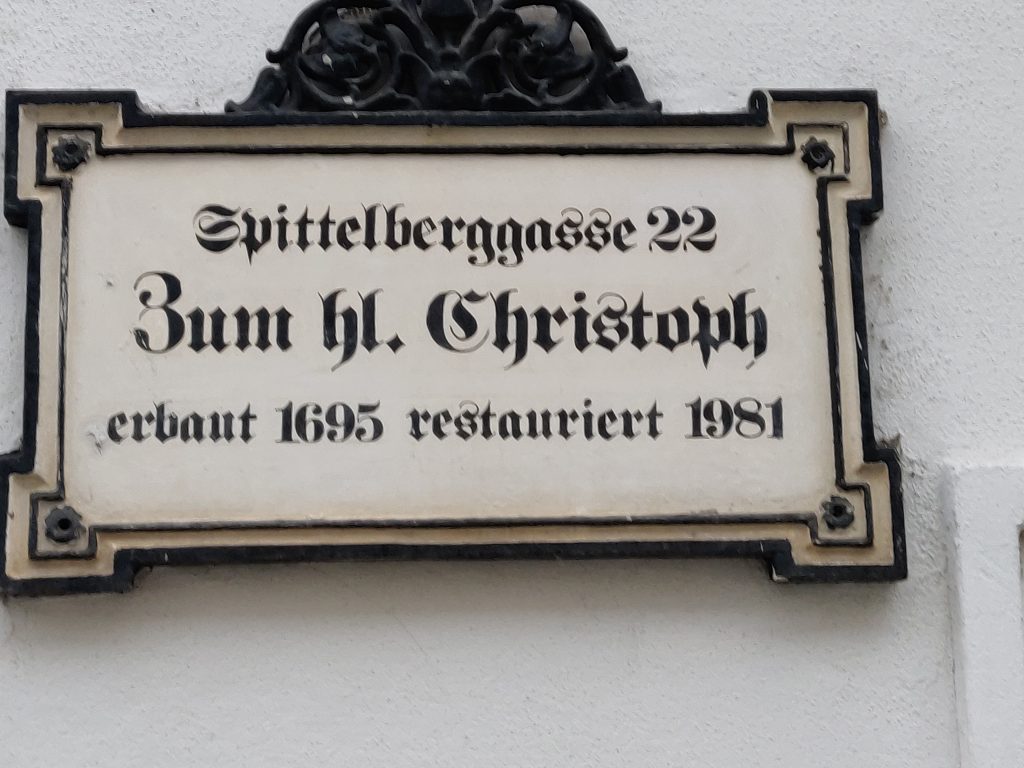 Spittelberggasse 22
Zum hl. Christoph
erbaut 1695 restauriert 1981